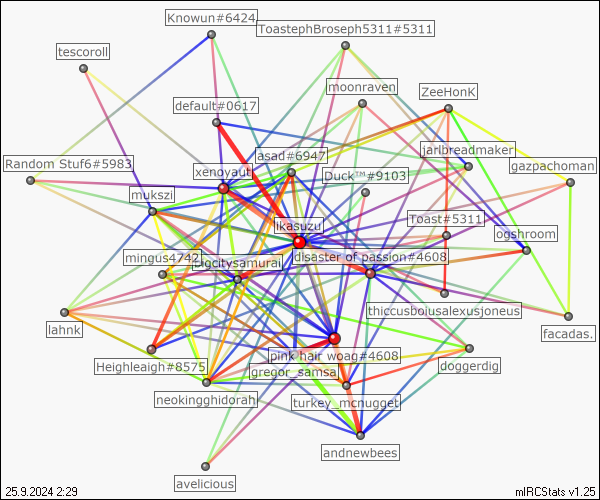 Knowun#6424
ToastephBroseph5311#5311
tescoroll
moonraven
ZeeHonK
default#0617
jarlbreadmaker
asad#6947
Random Stuf6#5983
xenoyaut
Duck™#9103
gazpachoman
mukszi
Toast#5311
ikasuzu
ogshroom
mingus4742
Ligcitysamurai
disaster of passion#4608
thiccusboiusalexusjoneus
lahnk
facadas.
pink hair woag#4608
Heighleaigh#8575
gregor_samsa
doggerdig
neokingghidorah
turkey_mcnugget
andnewbees
avelicious
25.9.2024 2:29
mIRCStats v1.25